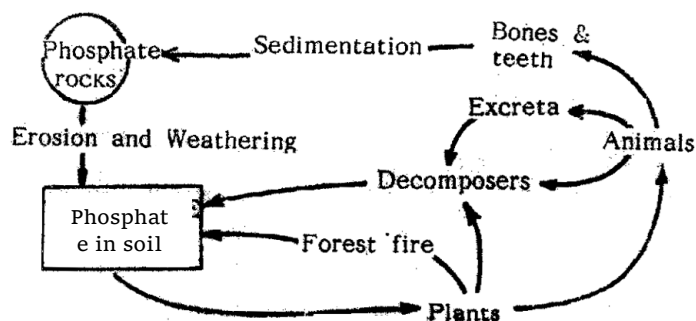 Phosphate
rocks
Sedimentation
Bones &
teeth
Excreta
Animals
Erosion and Weathering
Decomposers
Phosphat
e in soil
Forest fire
Plants